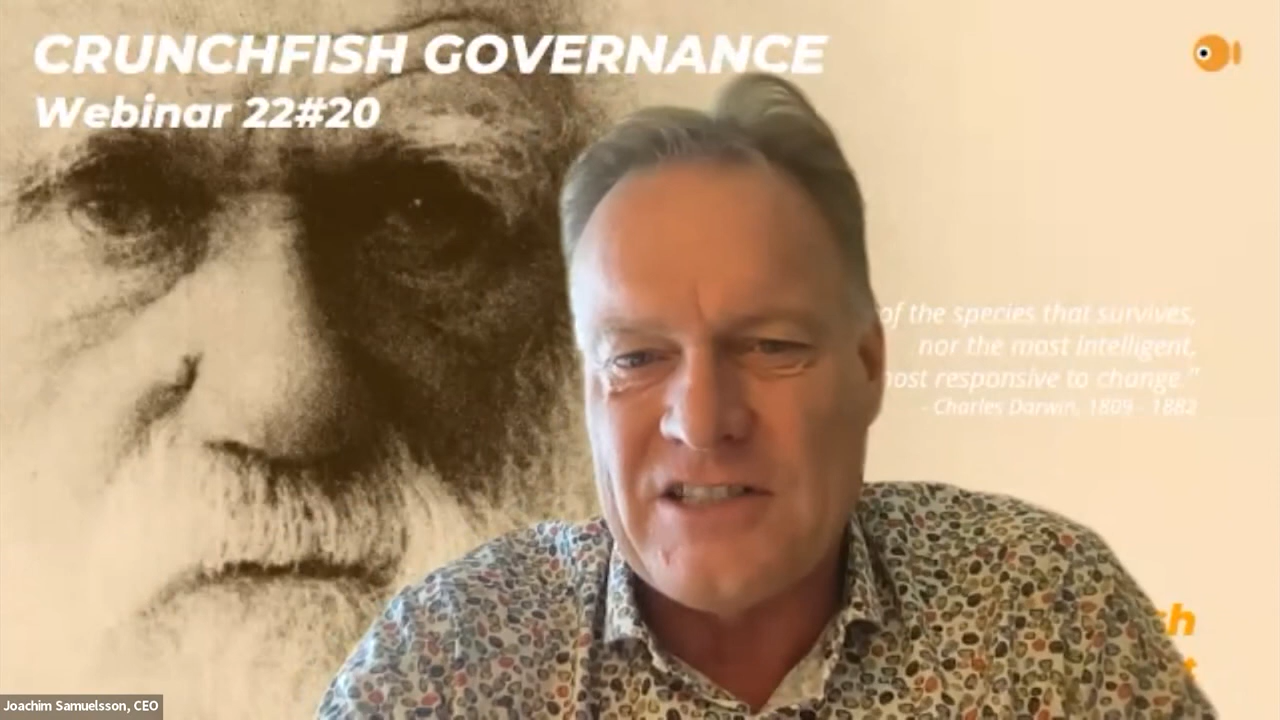 CRUNCHFISH GOVERNANCE
Webinar 22#20
of the species that survives,
nor the most intelligent,
most responsive to change."
- Charles Darwin, 1809 - 1882
sh
t
Joachim Samuelsson, CEO